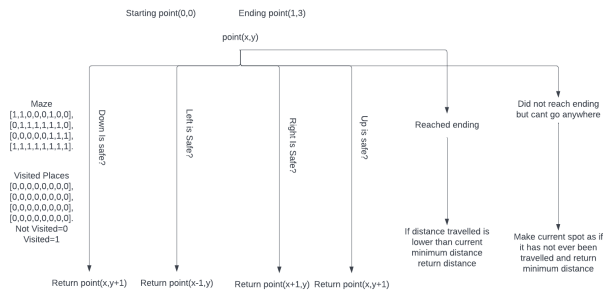 Starting point(0,0)
Ending point(1,3)
point(x,y)
Maze
[1,1,0,0,0,1,0,0],
[0,1,1,1,1,1,1,0],
[0,0,0,0,0,1,1,1],
[1,1,1,1,1,1,1,1].
Visited Places
[0,0,0,0,0,0,0,0],
[0,0,0,0,0,0,0,0],
[0,0,0,0,0,0,0,0],
[0,0,0,0,0,0,0,0].
Not Visited=0
Visited=1
Down Is safe?
Left is Safe?
Right Is Safe?
Up is safe?
Reached ending
Did not reach ending
but cant go anywhere
Return point(x,y+1)
Return point(x-1,y)
Return point(x+1,y)
Return point(x,y+1)
If distance travelled is
lower than current
minimum distance
return distance
Make current spot as if
it has not ever been
travelled and return
minimum distance